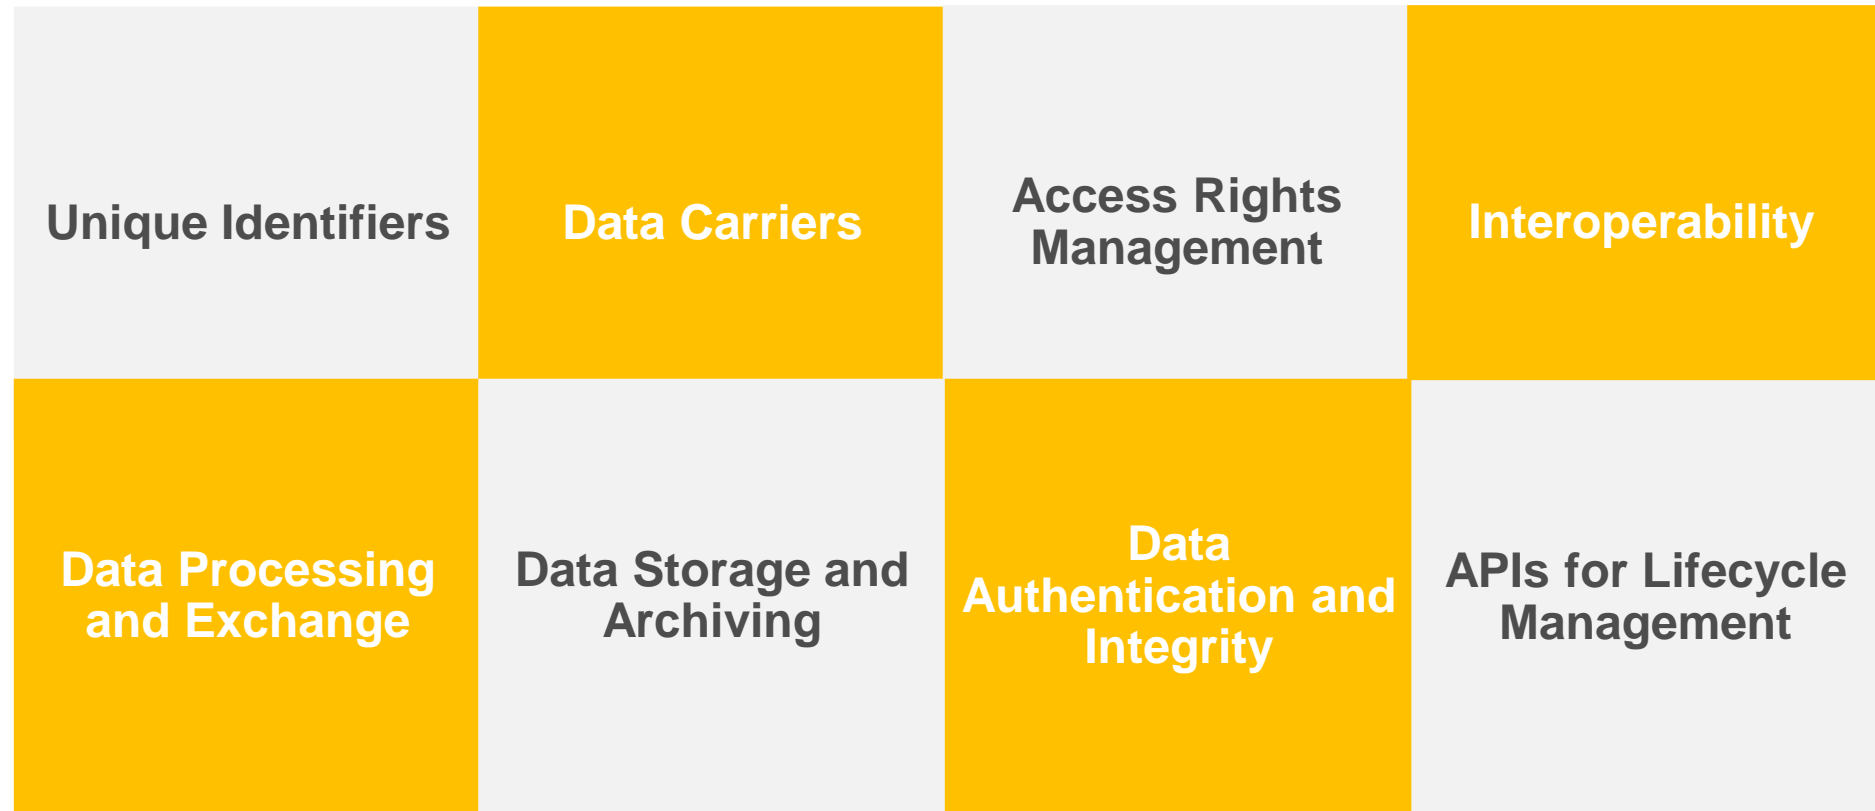 Unique Identifiers
Data Carriers
Access Rights
Management
Interoperability
Data Processing
and Exchange
Data Storage and
Archiving
Data
Authentication and
Integrity
APIs for Lifecycle
Management